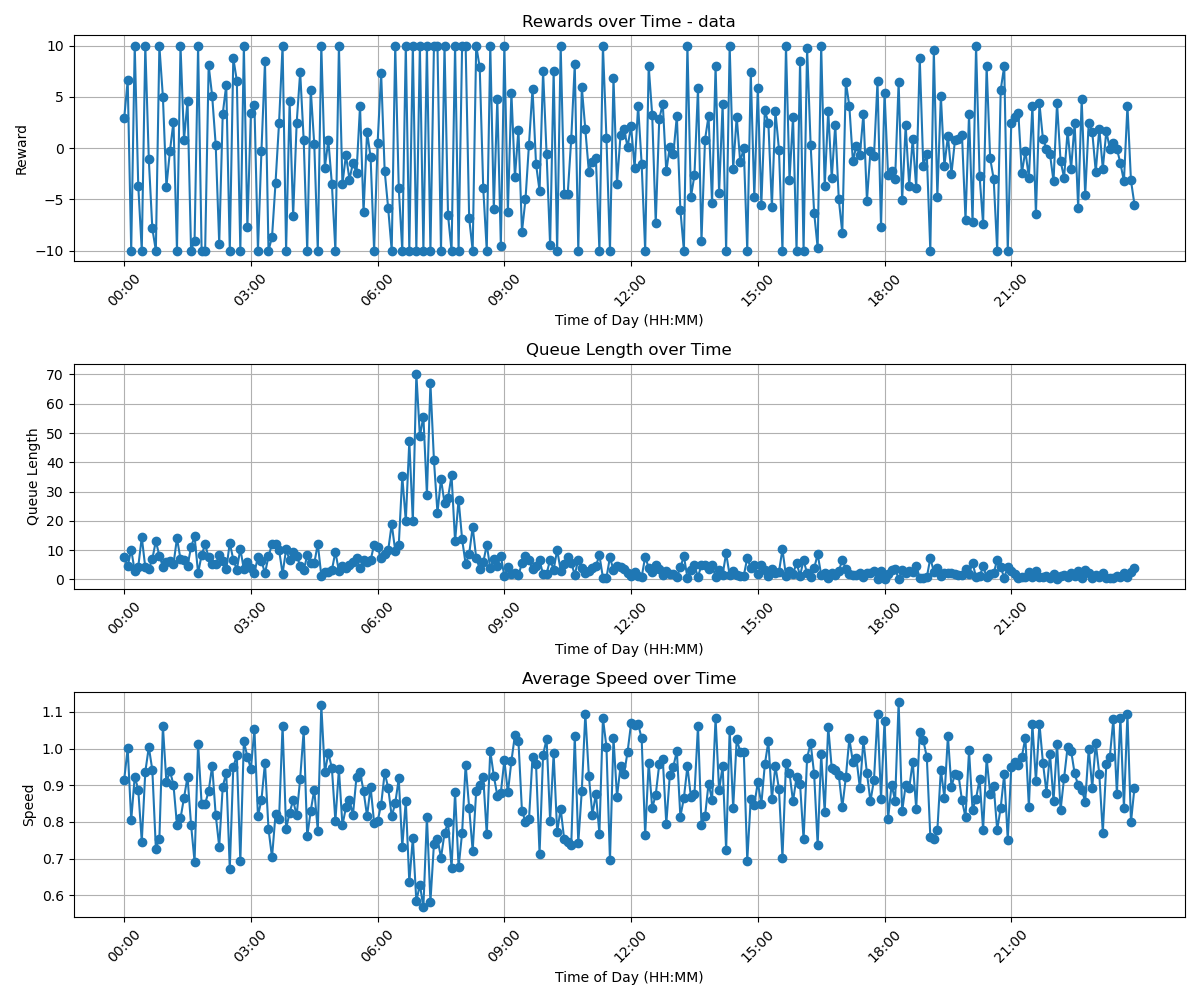 Rewards over Time - data
10
5
0
−5
−10
Reward
00:00 03:00 06:00 09:00 12:00 15:00 18:00 21:00
Time of Day (HH:MM)
Queue Length over Time
70
60
50
40
30
20
10
0
Queue Length
00:00 03:00 06:00 09:00 12:00 15:00 18:00 21:00
Time of Day (HH:MM)
Average Speed over Time
1.1
1.0
0.9
0.8
0.7
0.6
Speed
00:00 03:00 06:00 09:00 12:00 15:00 18:00 21:00
Time of Day (HH:MM)